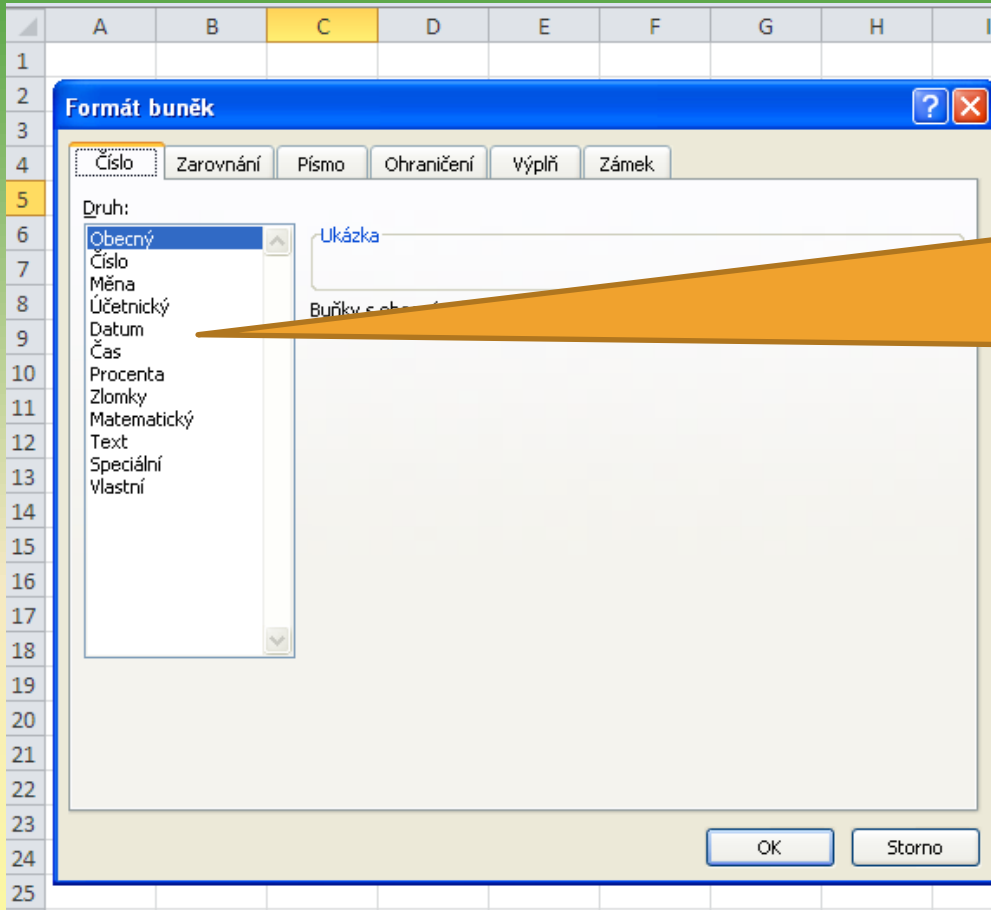 A B C D E F G H
1
2
3
4
5
6
7
8
9
10
11
12
13
14
15
16
17
18
19
20
21
22
23
24
25
Formát buněk
Číslo Zarovnání Písmo Ohraničení Výplň Zámek
Druh:
Obecný
Číslo
Měna
Účetnický
Datum
Čas
Procenta
Zlomky
Matematický
Text
Speciální
Vlastní
Ukázka
Buňky s
OK Storno